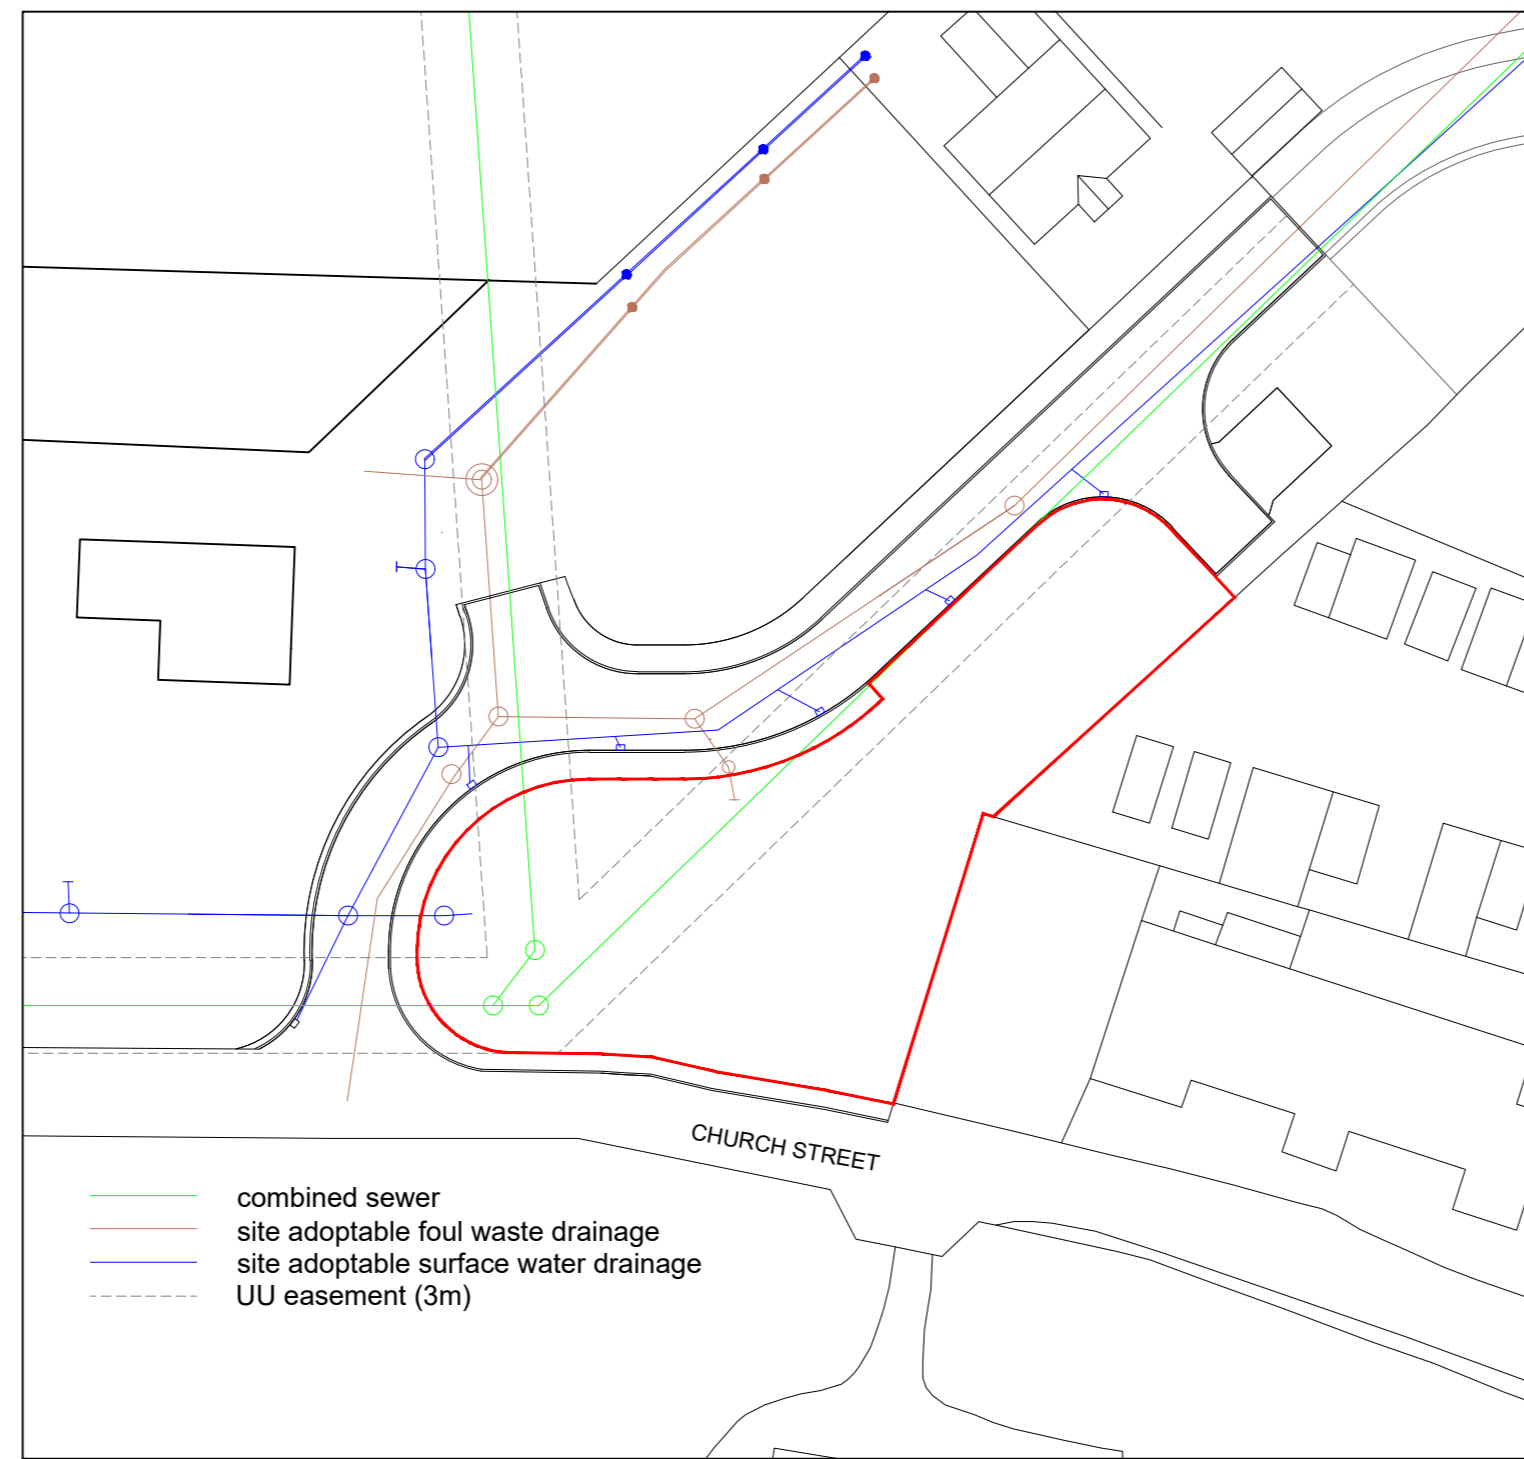 CHURCH STREET
combined sewer
site adoptable foul waste drainage
site adoptable surface water drainage
UU easement (3m)